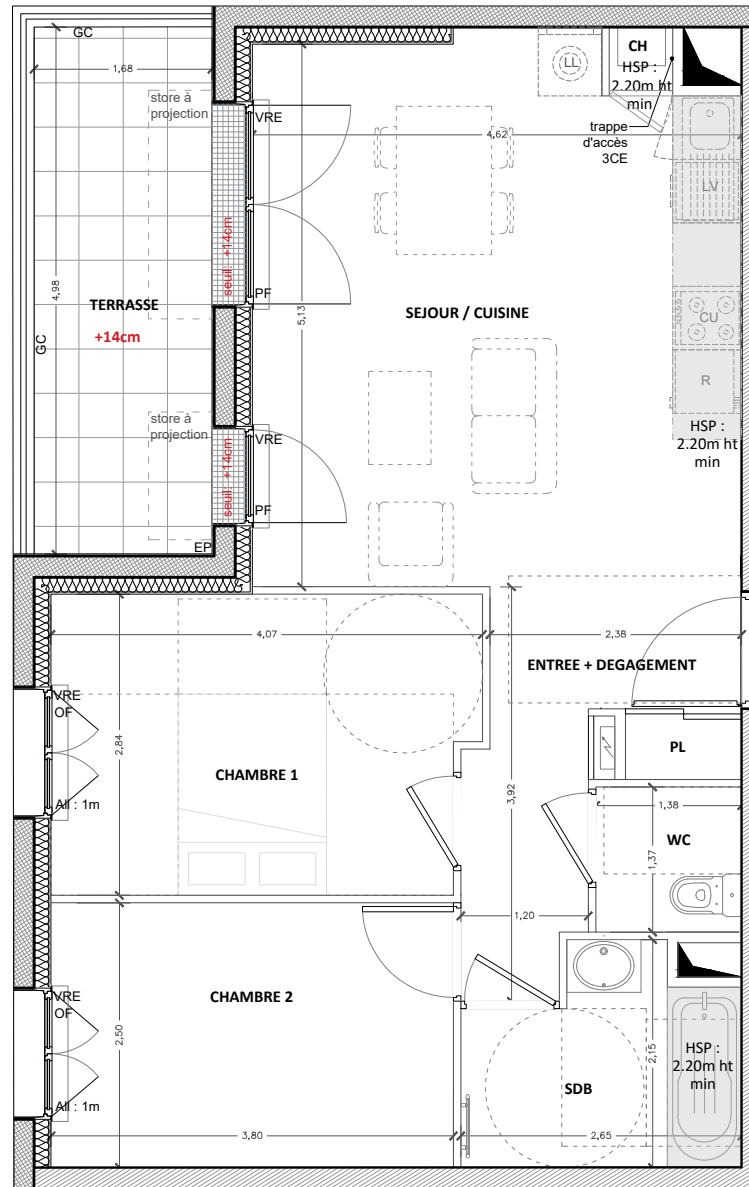 GC
1,68
store à
projection
VRE
LL
CH
HSP :
2.20m ht
min
trappe
d'accès
3CE
4,62
LV
seuil: +14cm
4,98
TERRASSE
+14cm
GC
PF
5,13
SEJOUR / CUISINE
CU
R
store à
projection
VRE
seuil: +14cm
PF
EP
HSP :
2.20m ht
min
4,07
2,38
ENTREE + DEGAGEMENT
VRE
OF
2,84
CHAMBRE 1
All : 1m
PL
3,92
1,38
WC
1,37
1,20
VRE
OF
2,50
CHAMBRE 2
All : 1m
3,80
SDB
2,15
HSP :
2.20m ht
min
2,65